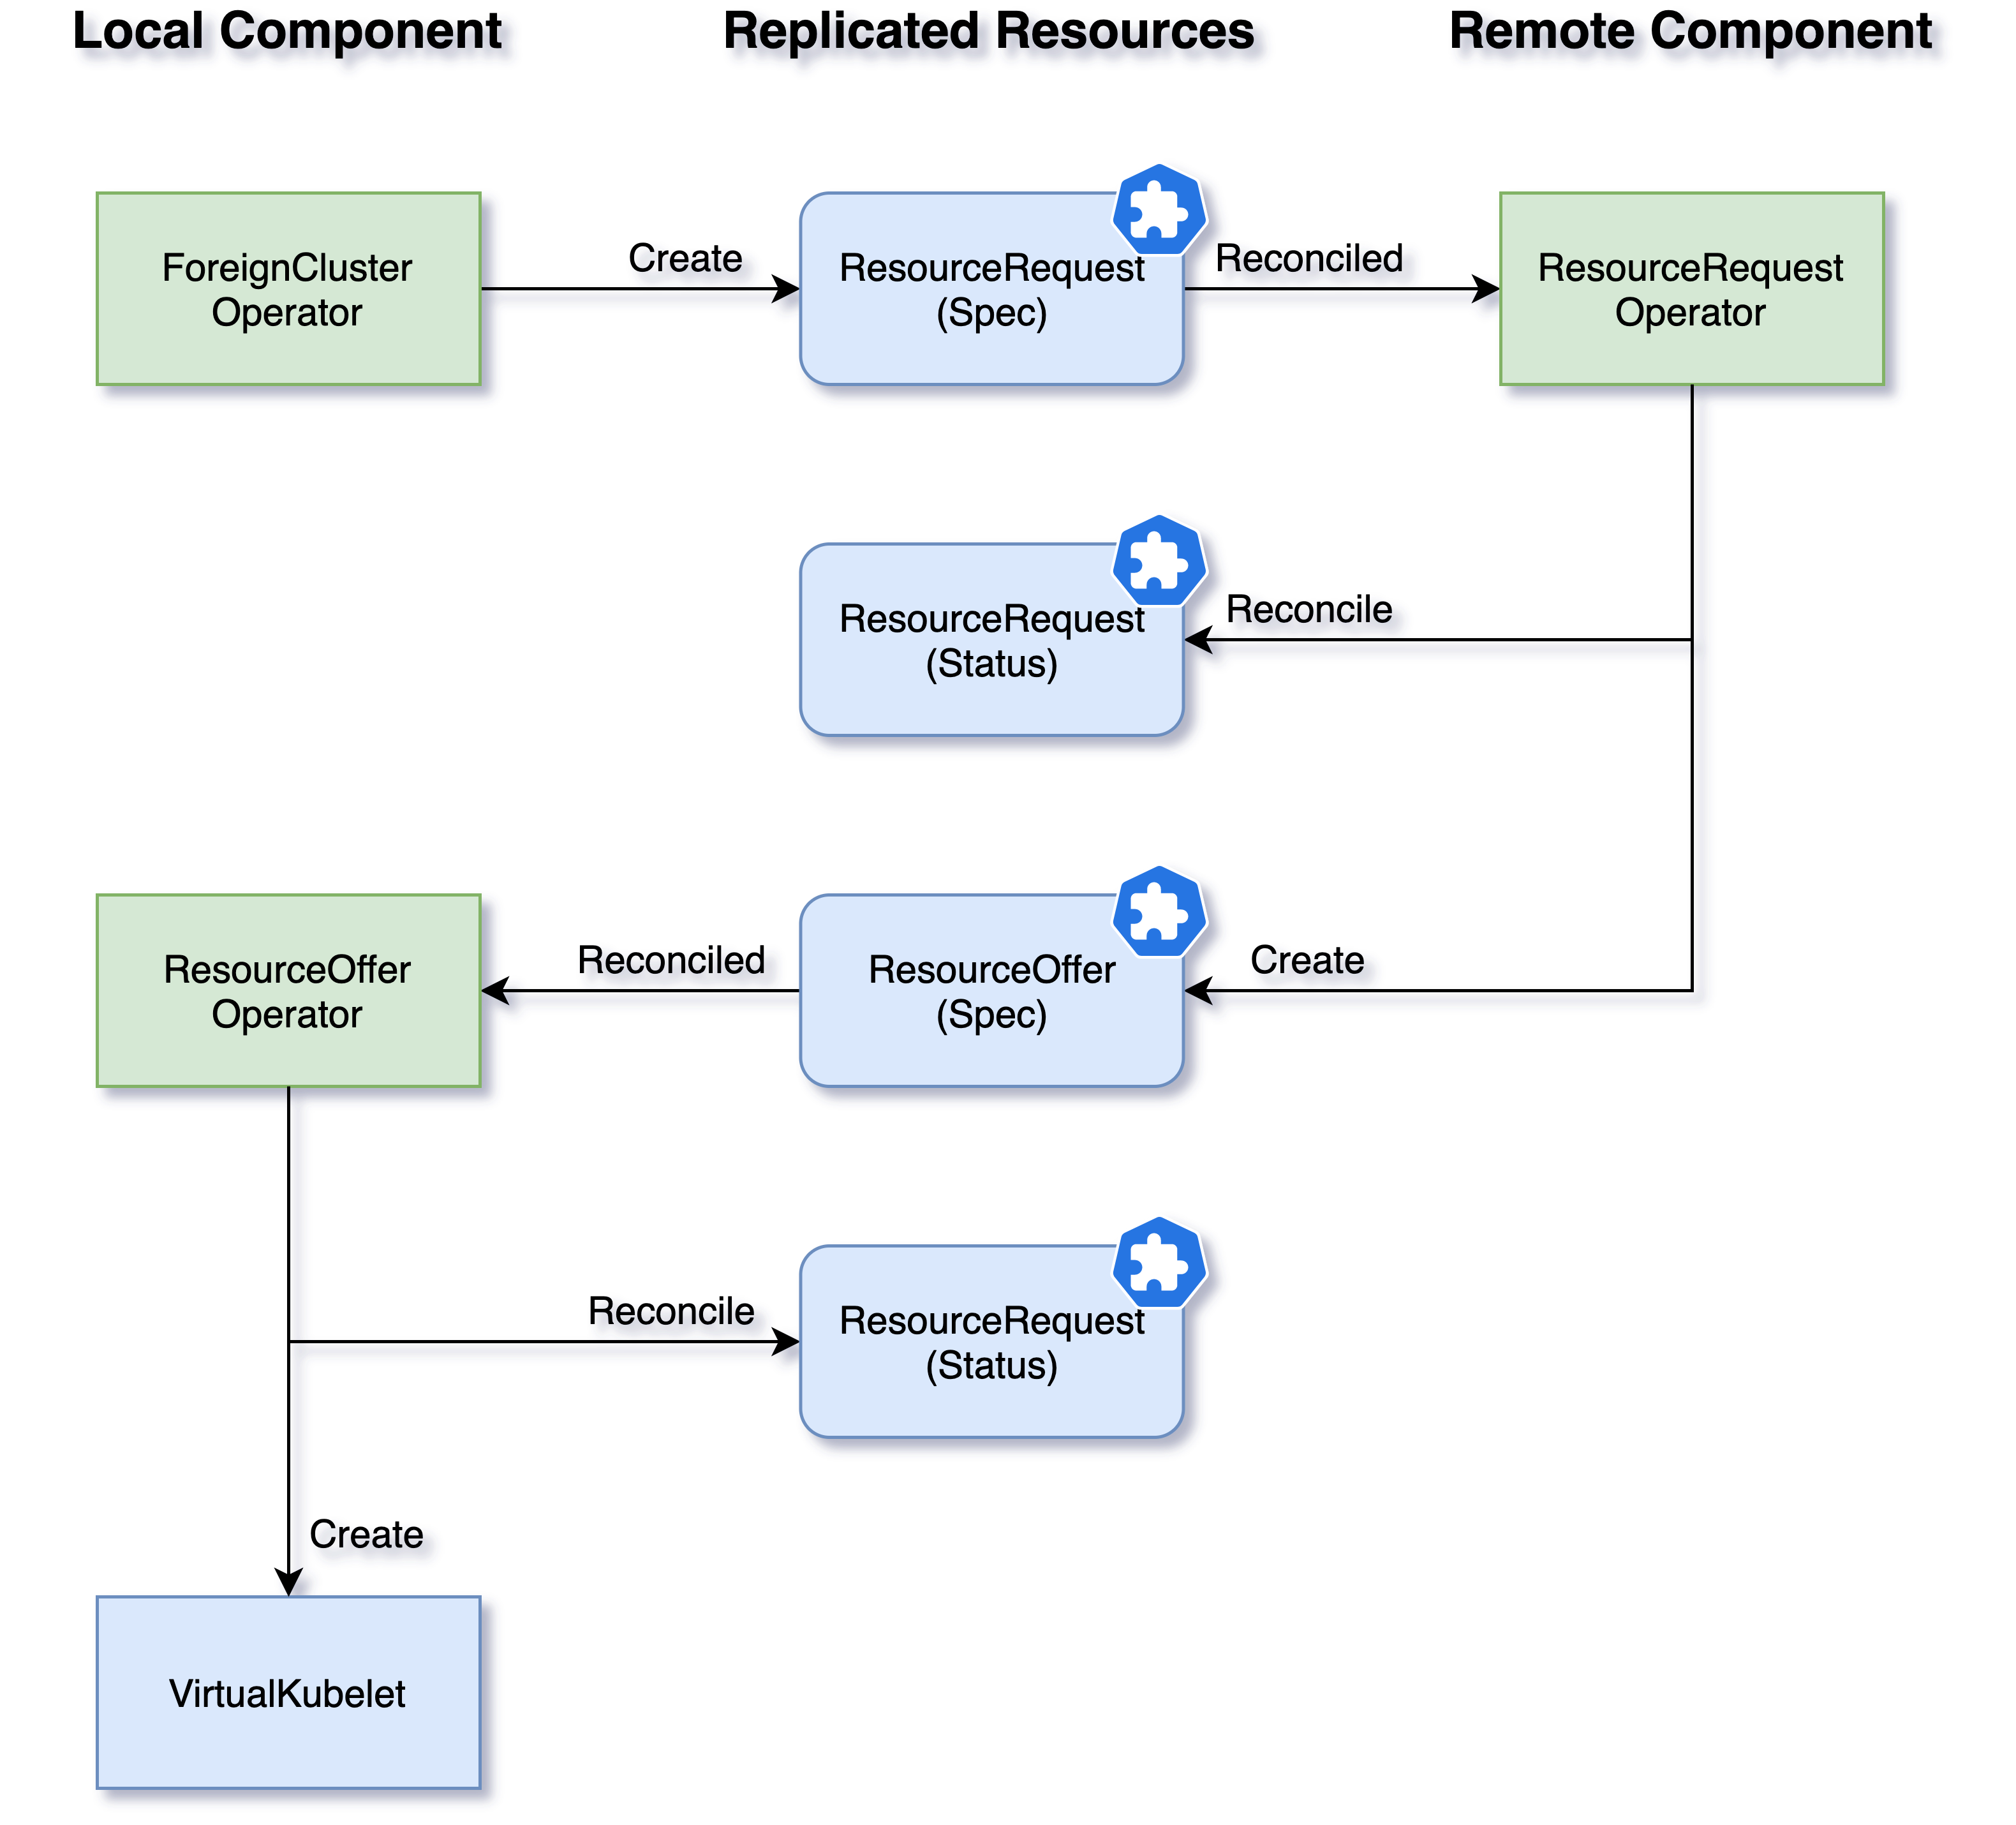 Local Component
Replicated Resources
Remote Component
ForeignCluster
Operator
Create
ResourceRequest
(Spec)
Reconciled
ResourceRequest
Operator
ResourceRequest
(Status)
Reconcile
ResourceOffer
Operator
Reconciled
ResourceOffer
(Spec)
Create
Reconcile
ResourceRequest
(Status)
Create
VirtualKubelet